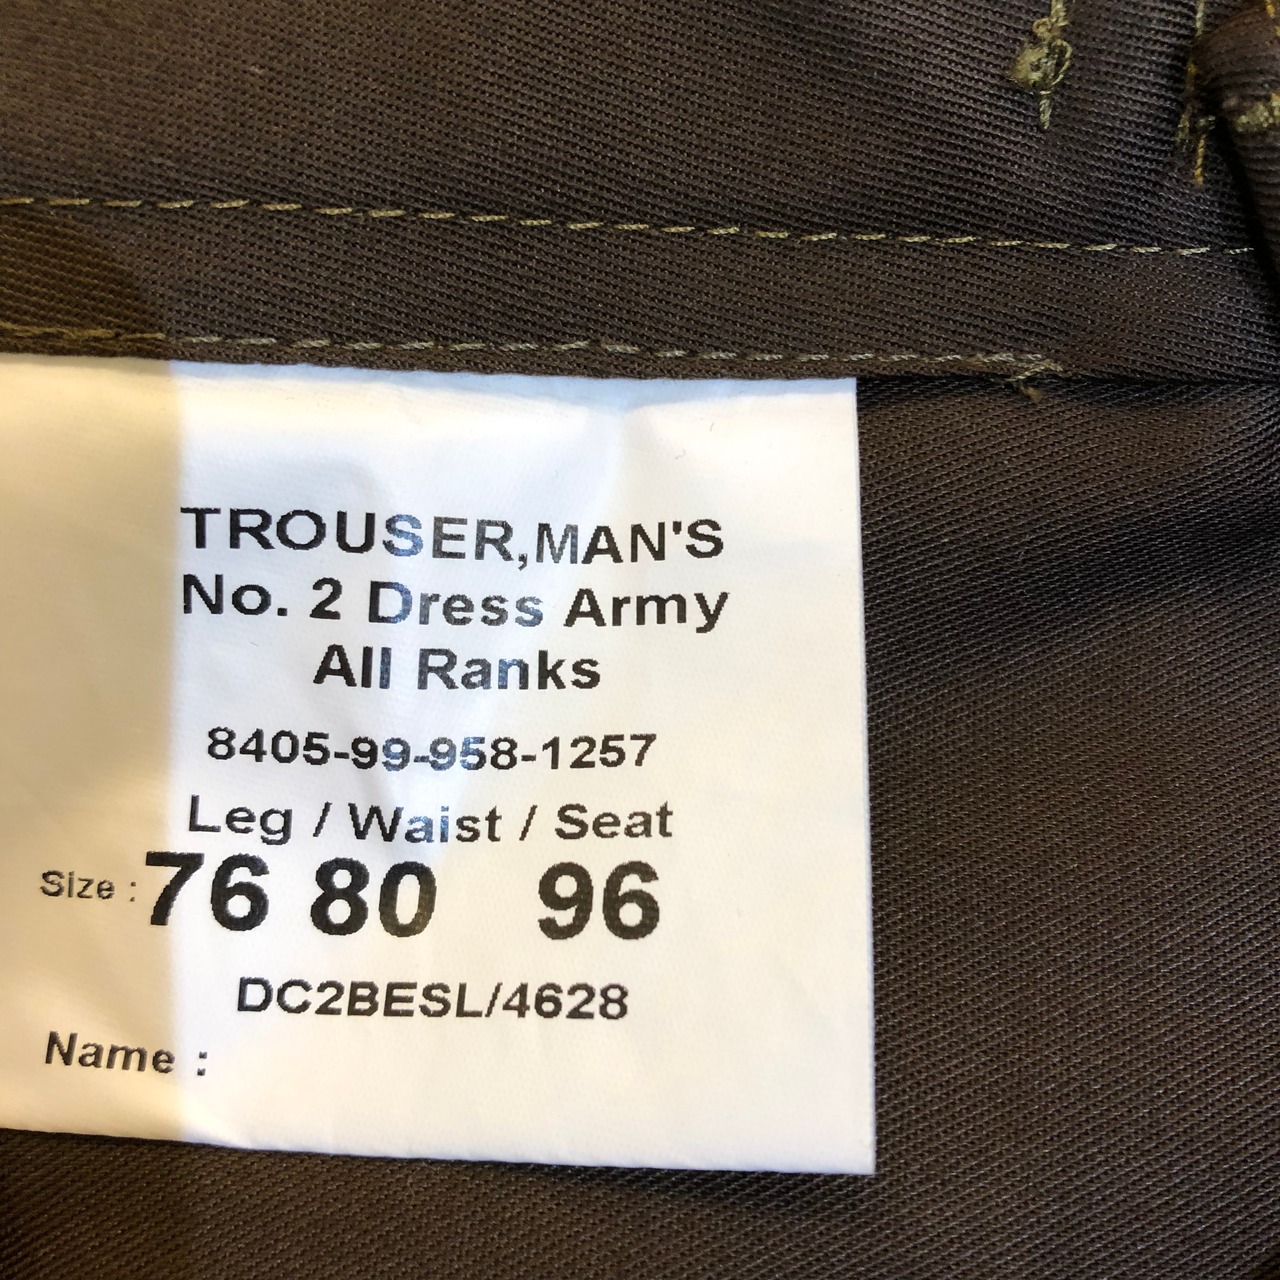 TROUSER,MAN'S
No. 2 Dress Army
All Ranks
8405-99-958-1257
Leg / Waist / Seat
Size : 76 80 96
DC2BESL/4628
Name :